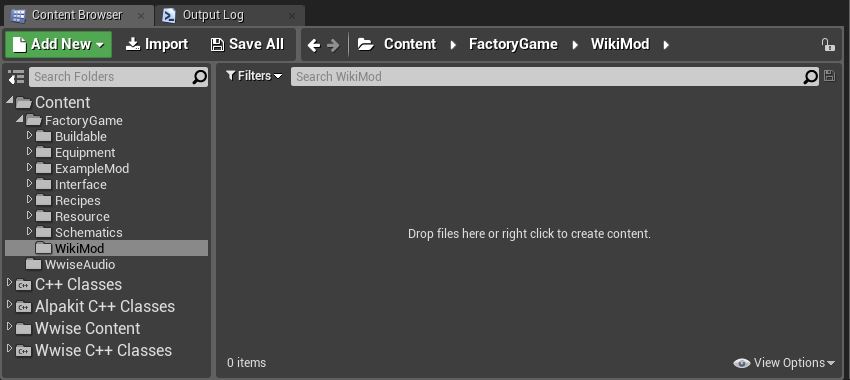 Content Browser
Output Log
Add New Import Save All Content FactoryGame WikiMod
Search Folders
Filters Search WikiMod
Content
FactoryGame
Buildable
Equipment
ExampleMod
Interface
Recipes
Resource
Schematics
WikiMod
WwiseAudio
C++ Classes
Alpakit C++ Classes
Wwise Content
Wwise C++ Classes
Drop files here or right click to create content.
0 items
View Options